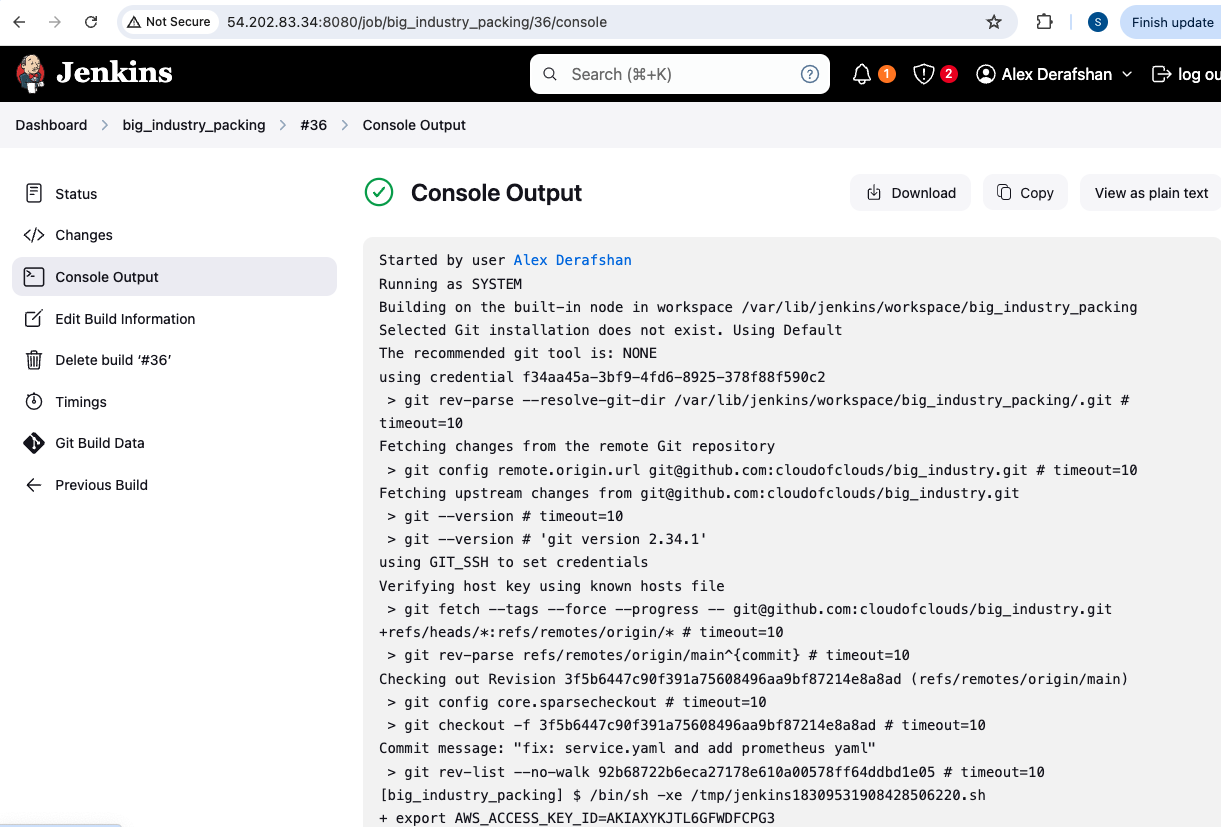 Not Secure 54.202.83.34:8080/job/big_industry_packing/36/console S Finish update
Jenkins Search (⌘+K) ? 1 2 Alex Derafshan log ou
Dashboard big_industry_packing #36 Console Output
Status
Changes
Console Output
Edit Build Information
Delete build ‘#36’
Timings
Git Build Data
Previous Build
Console Output Download Copy View as plain text
Started by user Alex Derafshan
Running as SYSTEM
Building on the built-in node in workspace /var/lib/jenkins/workspace/big_industry_packing
Selected Git installation does not exist. Using Default
The recommended git tool is: NONE
using credential f34aa45a-3bf9-4fd6-8925-378f88f590c2
> git rev-parse --resolve-git-dir /var/lib/jenkins/workspace/big_industry_packing/.git #
timeout=10
Fetching changes from the remote Git repository
> git config remote.origin.url git@github.com:cloudofclouds/big_industry.git # timeout=10
Fetching upstream changes from git@github.com:cloudofclouds/big_industry.git
> git --version # timeout=10
> git --version # 'git version 2.34.1'
using GIT_SSH to set credentials
Verifying host key using known hosts file
> git fetch --tags --force --progress -- git@github.com:cloudofclouds/big_industry.git
+refs/heads/*:refs/remotes/origin/* # timeout=10
> git rev-parse refs/remotes/origin/main^{commit} # timeout=10
Checking out Revision 3f5b6447c90f391a75608496aa9bf87214e8a8ad (refs/remotes/origin/main)
> git config core.sparsecheckout # timeout=10
> git checkout -f 3f5b6447c90f391a75608496aa9bf87214e8a8ad # timeout=10
Commit message: "fix: service.yaml and add prometheus yaml"
> git rev-list --no-walk 92b68722b6eca27178e610a00578ff64ddbd1e05 # timeout=10
[big_industry_packing] $ /bin/sh -xe /tmp/jenkins18309531908428506220.sh
+ export AWS_ACCESS_KEY_ID=AKIAXYKJTL6GFWDFCPG3